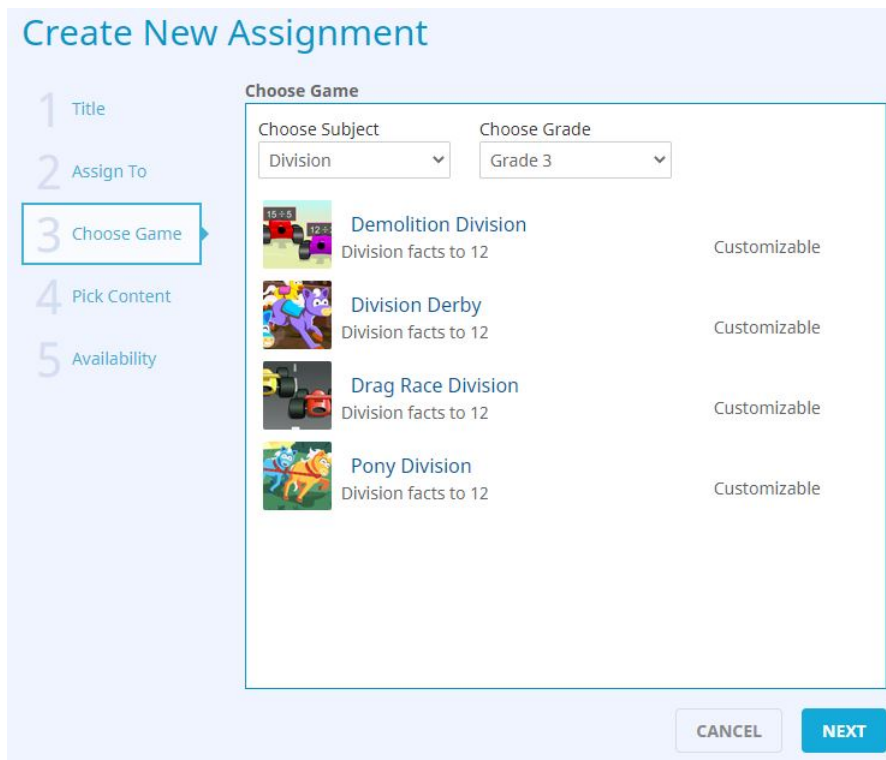 Create New Assignment
1 Title
2 Assign To
3 Choose Game
4 Pick Content
5 Availability
Choose Game
Choose Subject Choose Grade
Division Grade 3
15÷5
Demolition Division
Division facts to 12 Customizable
Division Derby
Division facts to 12 Customizable
Drag Race Division
Division facts to 12 Customizable
Pony Division
Division facts to 12 Customizable
CANCEL NEXT